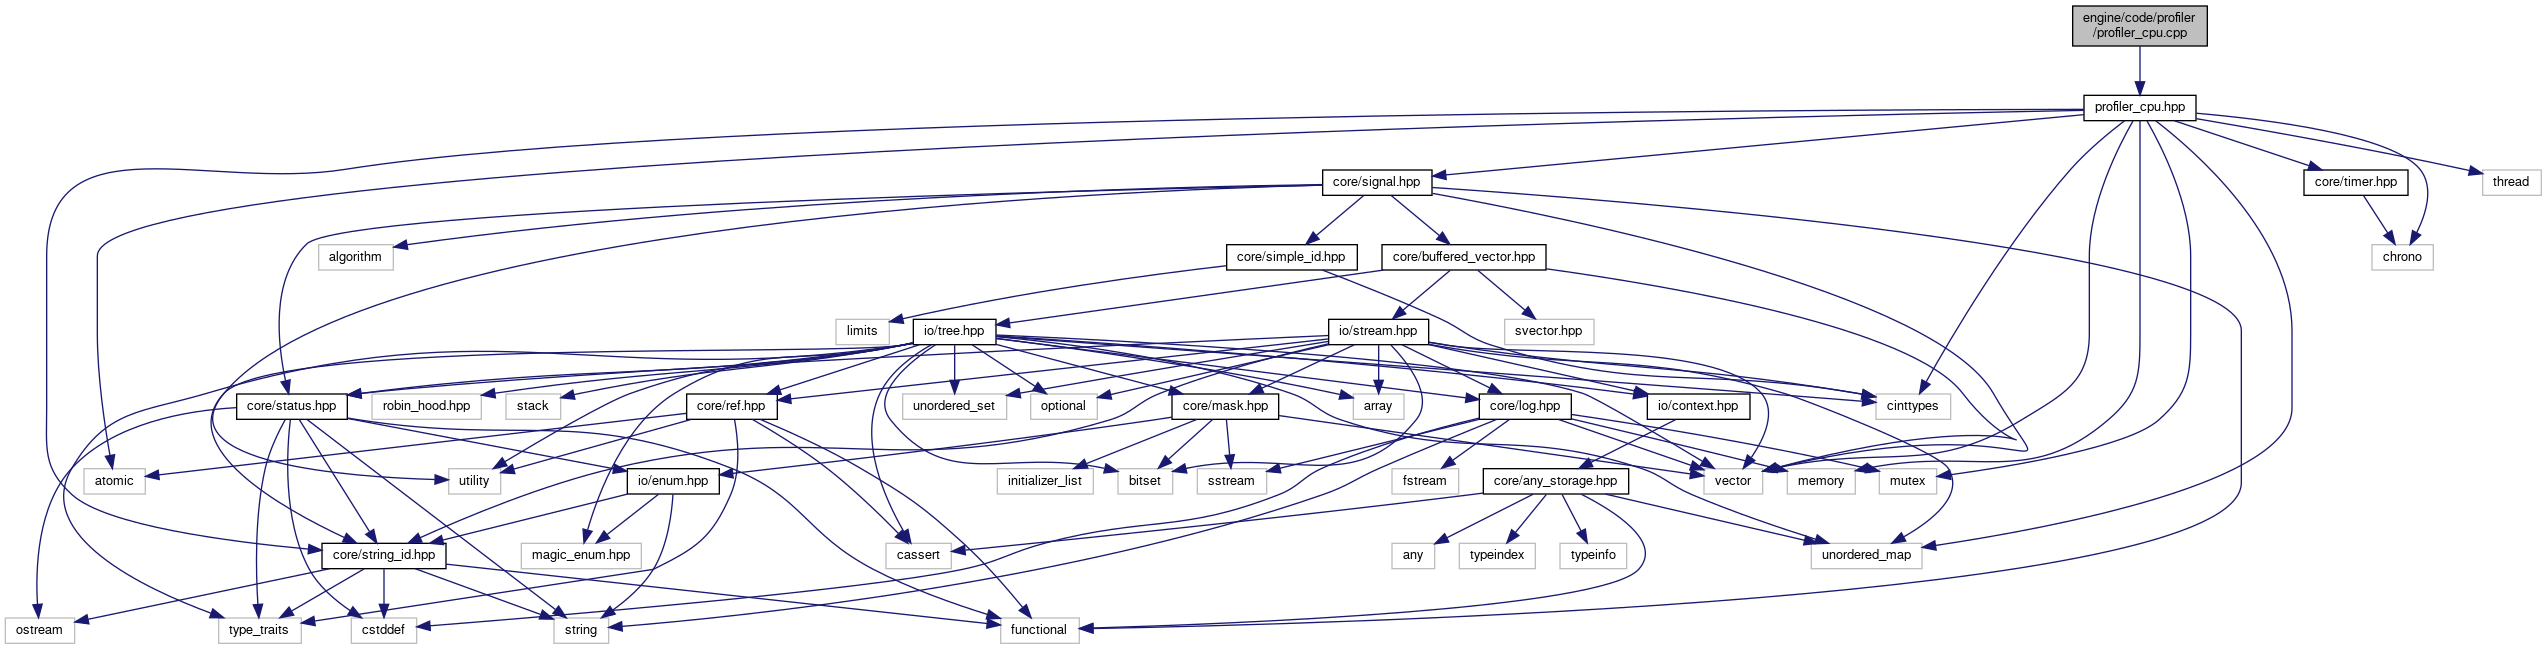 engine/code/profiler
/profiler_cpu.cpp
profiler_cpu.hpp
core/signal.hpp
core/timer.hpp
thread
algorithm
core/simple_id.hpp
core/buffered_vector.hpp
chrono
limits
io/tree.hpp
io/stream.hpp
svector.hpp
core/status.hpp
robin_hood.hpp
stack
core/ref.hpp
unordered_set
optional
core/mask.hpp
array
core/log.hpp
io/context.hpp
cinttypes
atomic
utility
io/enum.hpp
initializer_list
bitset
sstream
fstream
core/any_storage.hpp
vector
memory
mutex
core/string_id.hpp
magic_enum.hpp
cassert
any
typeindex
typeinfo
unordered_map
ostream
type_traits
cstddef
string
functional